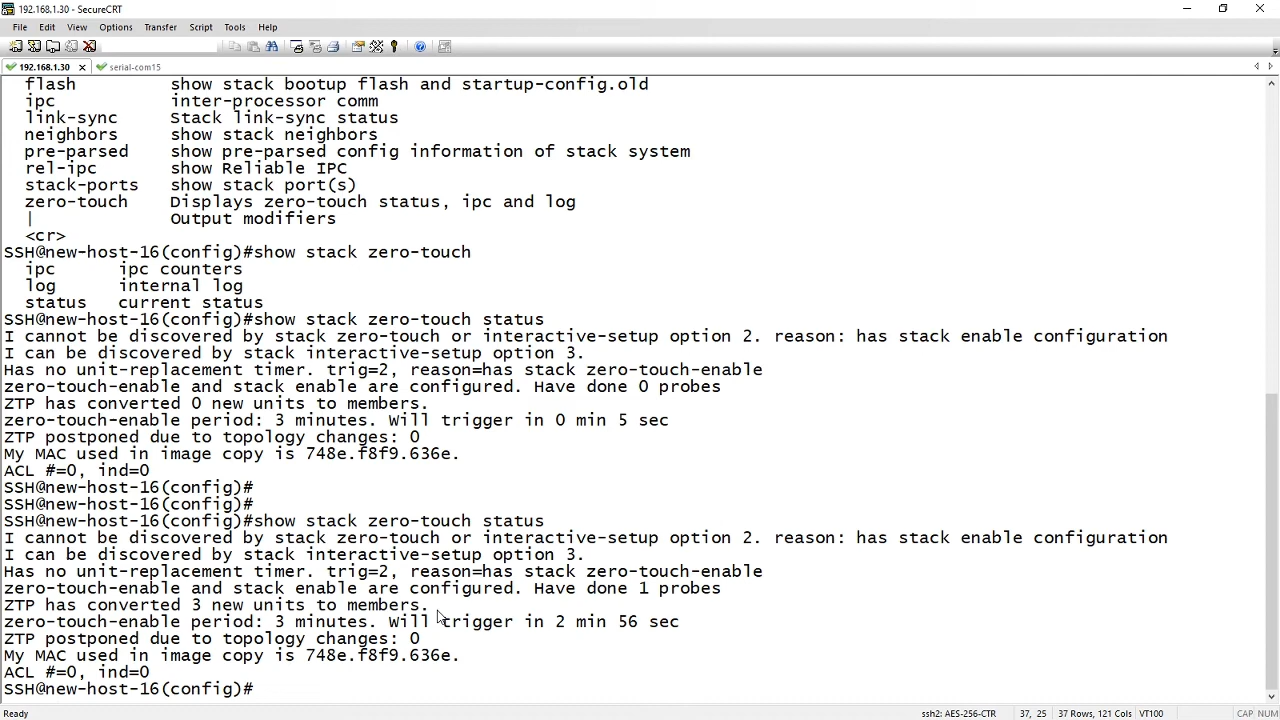 192.168.1.30 - SecureCRT
File Edit View Options Transfer Script Tools Help
192.168.1.30 serial-com15
flash show stack bootup flash and startup-config.old
ipc inter-processor comm
link-sync Stack link-sync status
neighbors show stack neighbors
pre-parsed show pre-parsed config information of stack system
rel-ipc show Reliable IPC
stack-ports show stack port(s)
zero-touch Displays zero-touch status, ipc and log
| Output modifiers
<cr>
SSH@new-host-16(config)#show stack zero-touch
ipc ipc counters
log internal log
status current status
SSH@new-host-16(config)#show stack zero-touch status
I cannot be discovered by stack zero-touch or interactive-setup option 2. reason: has stack enable configuration
I can be discovered by stack interactive-setup option 3.
Has no unit-replacement timer. trig=2, reason=has stack zero-touch-enable
zero-touch-enable and stack enable are configured. Have done 0 probes
ZTP has converted 0 new units to members.
zero-touch-enable period: 3 minutes. Will trigger in 0 min 5 sec
ZTP postponed due to topology changes: 0
My MAC used in image copy is 748e.f8f9.636e.
ACL #=0, ind=0
SSH@new-host-16(config)#
SSH@new-host-16(config)#
SSH@new-host-16(config)#show stack zero-touch status
I cannot be discovered by stack zero-touch or interactive-setup option 2. reason: has stack enable configuration
I can be discovered by stack interactive-setup option 3.
Has no unit-replacement timer. trig=2, reason=has stack zero-touch-enable
zero-touch-enable and stack enable are configured. Have done 1 probes
ZTP has converted 3 new units to members.
zero-touch-enable period: 3 minutes. Will trigger in 2 min 56 sec
ZTP postponed due to topology changes: 0
My MAC used in image copy is 748e.f8f9.636e.
ACL #=0, ind=0
SSH@new-host-16(config)#
Ready ssh2: AES-256-CTR 37, 25 37 Rows, 121 Cols VT100 CAP NUM